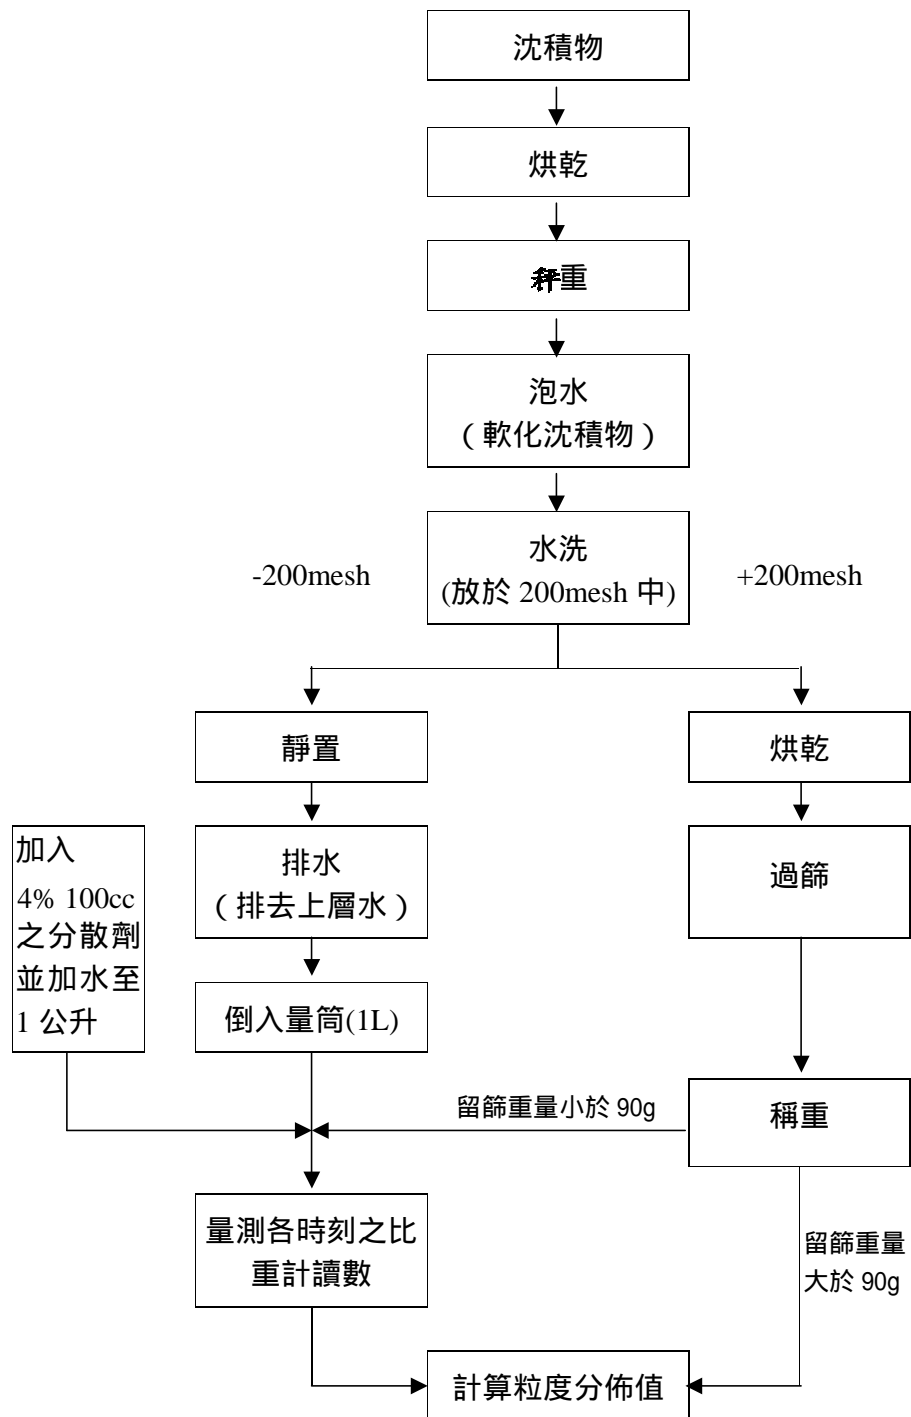 沈積物
烘乾
秤重
泡水
（軟化沈積物）
水洗
(放於 200mesh 中)
-200mesh
+200mesh
靜置
烘乾
加入
4% 100cc
之分散劑
並加水至
1 公升
排水
（排去上層水）
過篩
倒入量筒(1L)
留篩重量小於 90g
稱重
量測各時刻之比
重計讀數
留篩重量
大於 90g
計算粒度分佈值